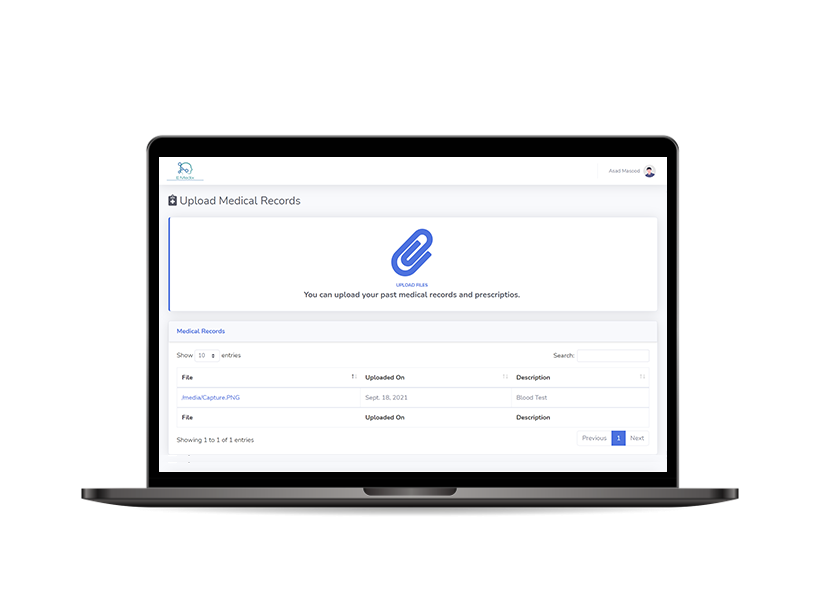 Asad Masood
Upload Medical Records
UPLOAD FILES
You can upload your past medical records and prescriptios.
Medical Records
Show 10 entries
Search:
File Uploaded On Description
/media/Capture.PNG Sept. 18, 2021 Blood Test
File Uploaded On Description
Showing 1 to 1 of 1 entries
Previous 1 Next